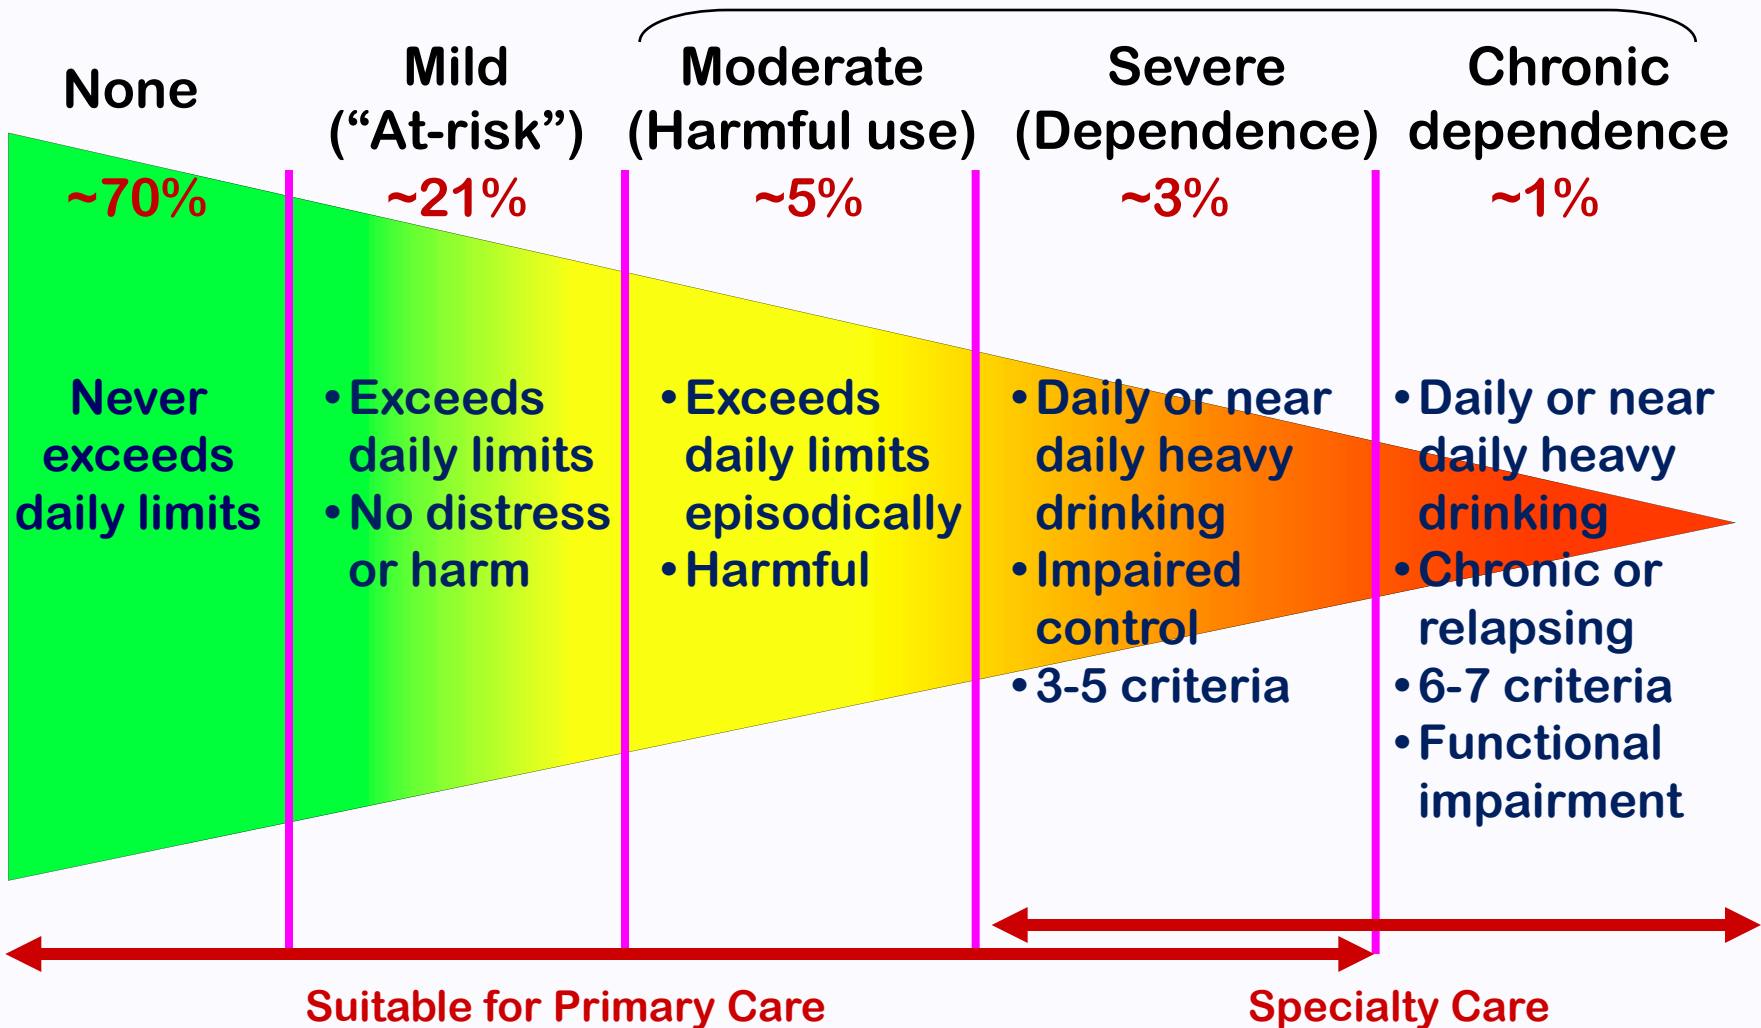 None
Mild
(“At-risk”)
Moderate
(Harmful use)
Severe
(Dependence)
Chronic
dependence
~70%
~21%
~5%
~3%
~1%
Never
exceeds
daily limits
•Exceeds
daily limits
•No distress
or harm
•Exceeds
daily limits
episodically
•Harmful
•Daily or near
daily heavy
drinking
•Impaired
control
•3-5 criteria
•Daily or near
daily heavy
drinking
•Chronic or
relapsing
•6-7 criteria
•Functional
impairment
Suitable for Primary Care
Specialty Care